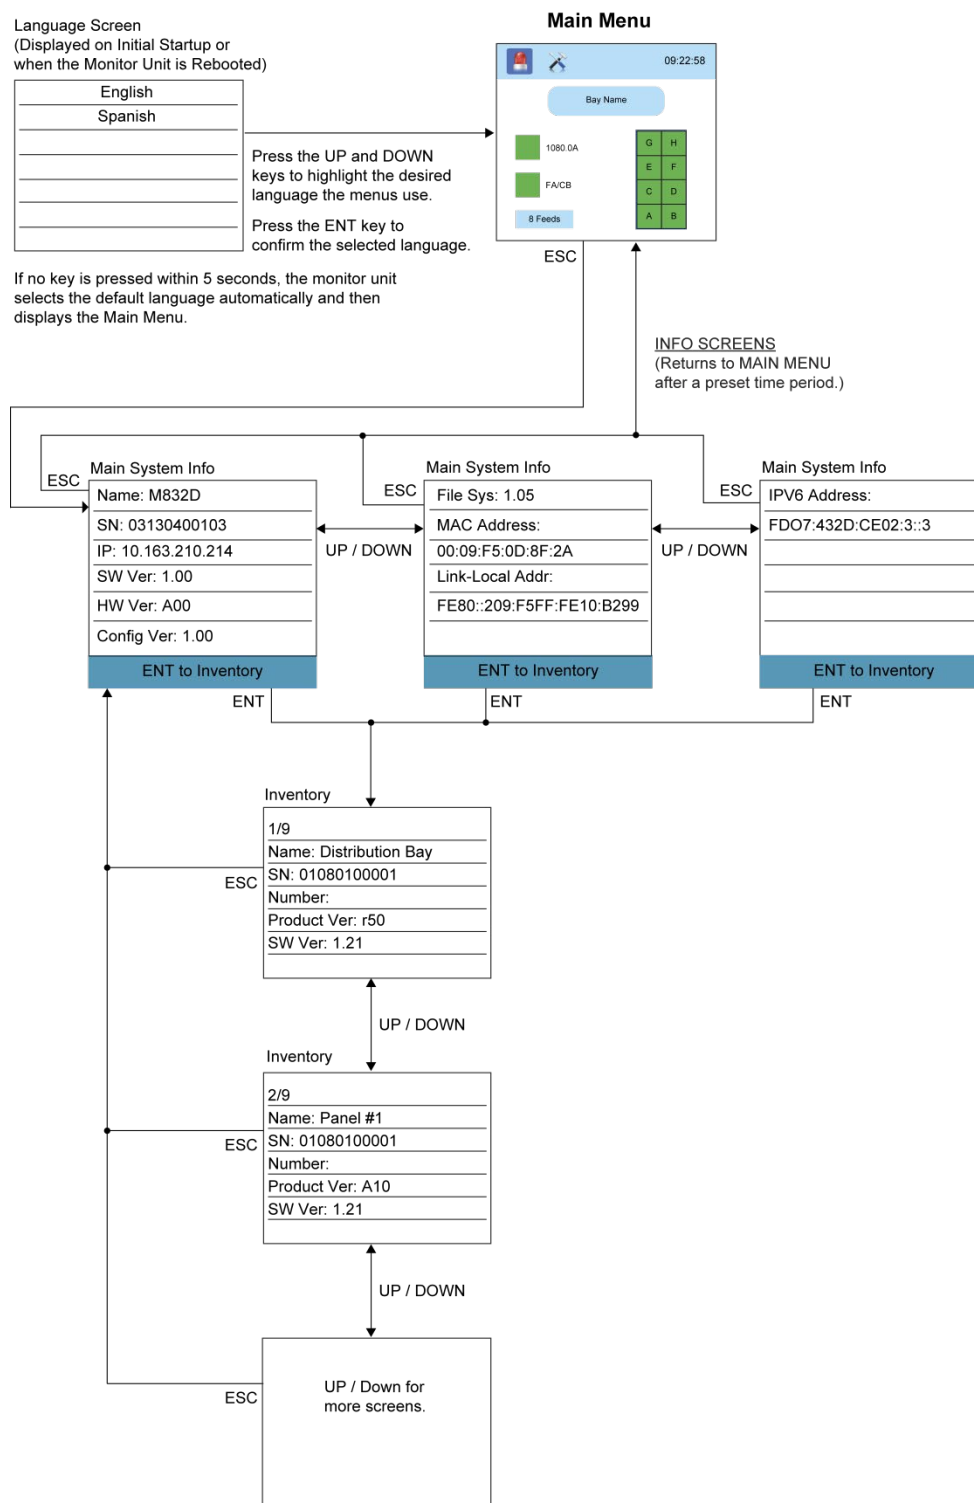 Main Menu
Language Screen
(Displayed on Initial Startup or
when the Monitor Unit is Rebooted)
English
Spanish
Press the UP and DOWN
keys to highlight the desired
language the menus use.
Press the ENT key to
confirm the selected language.
If no key is pressed within 5 seconds, the monitor unit
selects the default language automatically and then
displays the Main Menu.
09:22:58
Bay Name
1080.0A
FA/CB
8 Feeds
G H
E F
C D
A B
ESC
INFO SCREENS
(Returns to MAIN MENU
after a preset time period.)
ESC
Main System Info
Name: M832D
SN: 03130400103
IP: 10.163.210.214
SW Ver: 1.00
HW Ver: A00
Config Ver: 1.00
ENT to Inventory
ENT
UP / DOWN
ESC
Main System Info
File Sys: 1.05
MAC Address:
00:09:F5:0D:8F:2A
Link-Local Addr:
FE80::209:F5FF:FE10:B299
ENT to Inventory
ENT
UP / DOWN
ESC
Main System Info
IPV6 Address:
FDO7:432D:CE02:3::3
ENT to Inventory
ENT
Inventory
1/9
Name: Distribution Bay
SN: 01080100001
Number:
Product Ver: r50
SW Ver: 1.21
ESC
UP / DOWN
Inventory
2/9
Name: Panel #1
SN: 01080100001
Number:
Product Ver: A10
SW Ver: 1.21
ESC
UP / DOWN
UP / Down for
more screens.
ESC